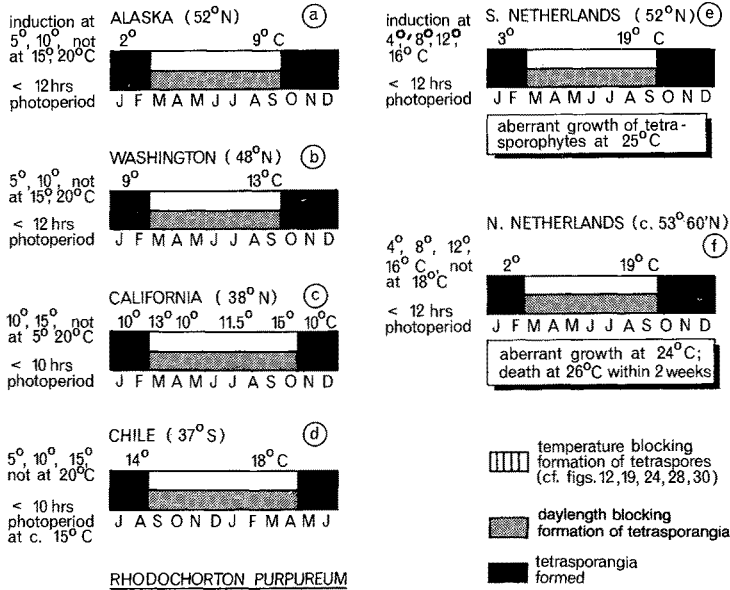 ALASKA (52°N) ⓐ
induction at
5°, 10°, not
at 15°, 20°C
< 12 hrs
photoperiod
2° 9° C
J F M A M J J A S O N D
WASHINGTON (48°N) ⓑ
5°, 10°, not
at 15°, 20°C
< 12 hrs
photoperiod
9° 13° C
J F M A M J J A S O N D
CALIFORNIA (38°N) ⓒ
10°, 15°, not
at 5° 20°C
< 10 hrs
photoperiod
10° 13° 10° 11.5° 15° 10°C
J F M A M J J A S O N D
CHILE (37°S) ⓓ
5°, 10°, 15°,
not at 20°C
< 10 hrs
photoperiod
at c. 15°C
14° 18° C
J A S O N D J F M A M J
RHODOCHORTON PURPUREUM
S. NETHERLANDS (52°N) ⓔ
induction at
4°, 8°, 12°,
16° C
< 12 hrs
photoperiod
3° 19° C
J F M A M J J A S O N D
aberrant growth of tetra-
sporophytes at 25°C
N. NETHERLANDS (c. 53°60'N)
ⓕ
4°, 8°, 12°,
16° C, not
at 18°C
< 12 hrs
photoperiod
2° 19° C
J F M A M J J A S O N D
aberrant growth at 24°C;
death at 26°C within 2 weeks
temperature blocking
formation of tetraspores
(cf. figs. 12, 19, 24, 28, 30)
daylength blocking
formation of tetrasporangia
tetrasporangia
formed